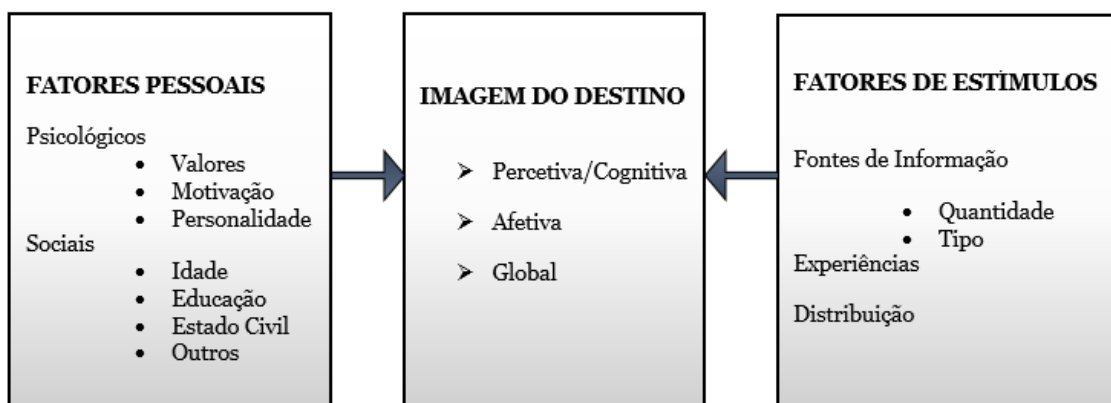 FATORES PESSOAIS
Psicológicos
• Valores
• Motivação
• Personalidade
Sociais
• Idade
• Educação
• Estado Civil
• Outros
IMAGEM DO DESTINO
➢ Percetiva/Cognitiva
➢ Afetiva
➢ Global
FATORES DE ESTÍMULOS
Fontes de Informação
• Quantidade
• Tipo
Experiências
Distribuição